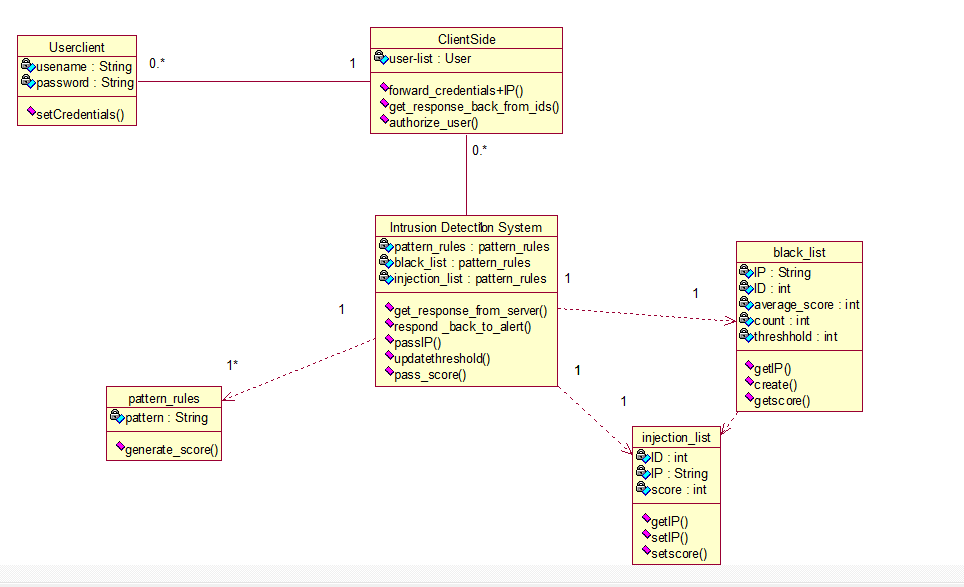 Userclient
usename : String
password : String
setCredentials()
0.*
1
ClientSide
user-list : User
forward_credentials+IP()
get_response_back_from_ids()
authorize_user()
0.*
Intrusion Detection System
pattern_rules : pattern_rules
black_list : pattern_rules
injection_list : pattern_rules
get_response_from_server()
respond _back_to_alert()
passIP()
updatethreshold()
pass_score()
1
1
black_list
IP : String
ID : int
average_score : int
count : int
threshhold : int
getIP()
create()
getscore()
1
1*
pattern_rules
pattern : String
generate_score()
1
1
injection_list
ID : int
IP : String
score : int
getIP()
setIP()
setscore()